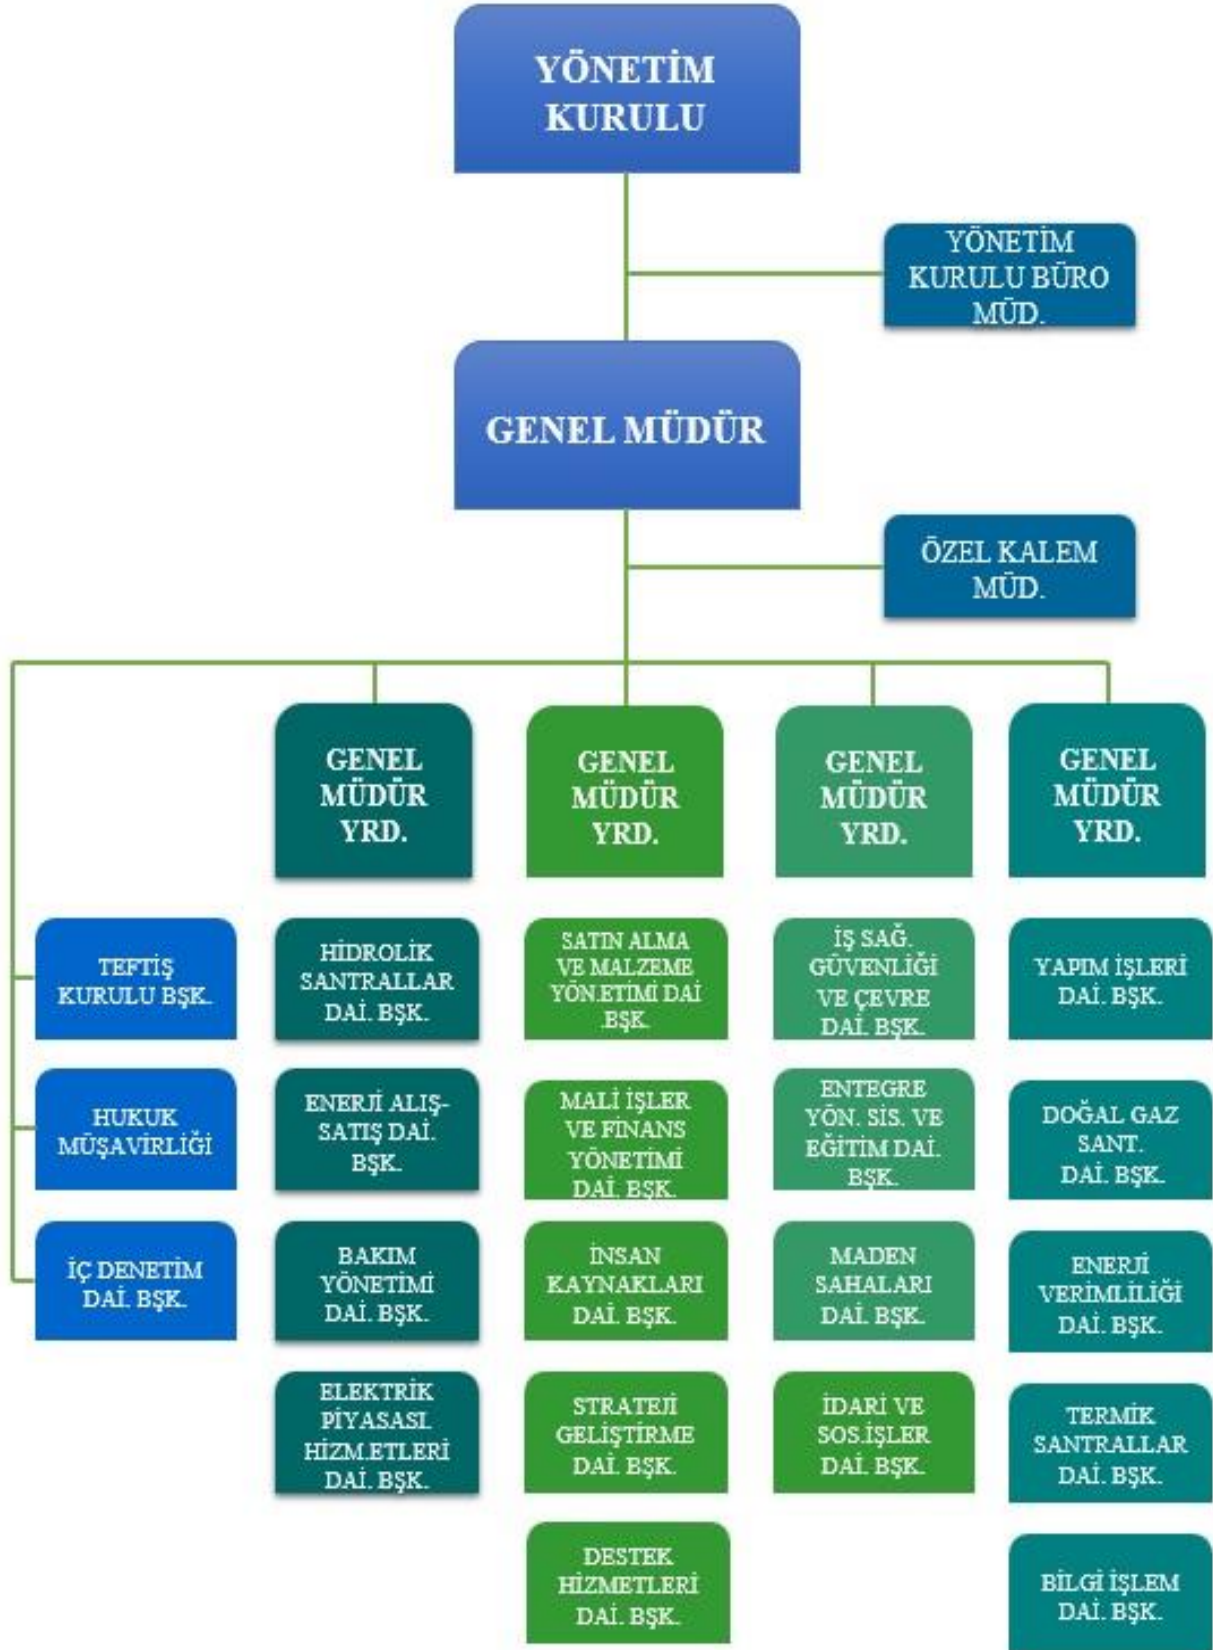 YÖNETİM
KURULU
YÖNETİM
KURULU BÜRO
MÜD.
GENEL MÜDÜR
ÖZEL KALEM
MÜD.
GENEL
MÜDÜR
YRD.
GENEL
MÜDÜR
YRD.
GENEL
MÜDÜR
YRD.
GENEL
MÜDÜR
YRD.
TEFTİŞ
KURULU BŞK.
HUKUK
MÜŞAVİRLİĞİ
İÇ DENETİM
DAİ. BŞK.
HİDROLİK
SANTRALLAR
DAİ. BŞK.
ENERJİ ALIŞ-
SATIŞ DAİ.
BŞK.
BAKIM
YÖNETİMİ
DAİ. BŞK.
ELEKTRİK
PİYASASI.
HİZM.ETLERİ
DAİ. BŞK.
SATIN ALMA
VE MALZEME
YÖN.ETİMİ DAİ
.BŞK.
MALİ İŞLER
VE FİNANS
YÖNETİMİ
DAİ. BŞK.
İNSAN
KAYNAKLARI
DAİ. BŞK.
STRATEJİ
GELİŞTİRME
DAİ. BŞK.
DESTEK
HİZMETLERİ
DAİ. BŞK.
İŞ SAĞ.
GÜVENLİĞİ
VE ÇEVRE
DAİ. BŞK.
ENTEGRE
YÖN. SİS. VE
EĞİTİM DAİ.
BŞK.
MADEN
SAHALARI
DAİ. BŞK.
İDARİ VE
SOS.İŞLER
DAİ. BŞK.
YAPIM İŞLERİ
DAİ. BŞK.
DOĞAL GAZ
SANT.
DAİ. BŞK.
ENERJİ
VERİMLİLİĞİ
DAİ. BŞK.
TERMİK
SANTRALLAR
DAİ. BŞK.
BİLGİ İŞLEM
DAİ. BŞK.